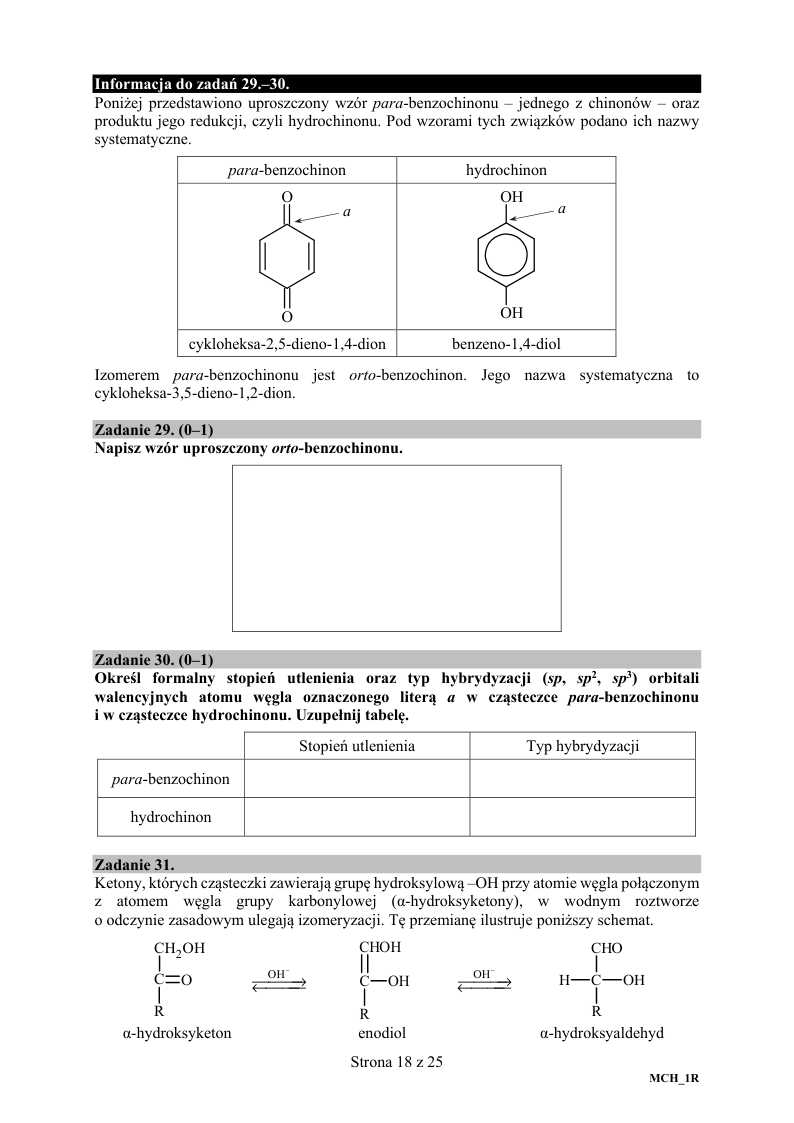 Informacja do zadań 29.–30.
Poniżej przedstawiono uproszczony wzór para-benzochinonu – jednego z chinonów – oraz
produktu jego redukcji, czyli hydrochinonu. Pod wzorami tych związków podano ich nazwy
systematyczne.
para-benzochinon hydrochinon
O OH
a a
O OH
cykloheksa-2,5-dieno-1,4-dion benzeno-1,4-diol
Izomerem para-benzochinonu jest orto-benzochinon. Jego nazwa systematyczna to
cykloheksa-3,5-dieno-1,2-dion.
Zadanie 29. (0–1)
Napisz wzór uproszczony orto-benzochinonu.
Zadanie 30. (0–1)
Określ formalny stopień utlenienia oraz typ hybrydyzacji (sp, sp², sp³) orbitali
walencyjnych atomu węgla oznaczonego literą a w cząsteczce para-benzochinonu
i w cząsteczce hydrochinonu. Uzupełnij tabelę.
Stopień utlenienia Typ hybrydyzacji
para-benzochinon
hydrochinon
Zadanie 31.
Ketony, których cząsteczki zawierają grupę hydroksylową –OH przy atomie węgla połączonym
z atomem węgla grupy karbonylowej (α-hydroksyketony), w wodnym roztworze
o odczynie zasadowym ulegają izomeryzacji. Tę przemianę ilustruje poniższy schemat.
CH₂OH CHOH CHO
C O OH⁻ C OH OH⁻ H C OH
R R R
α-hydroksyketon enodiol α-hydroksyaldehyd
Strona 18 z 25
MCH_1R